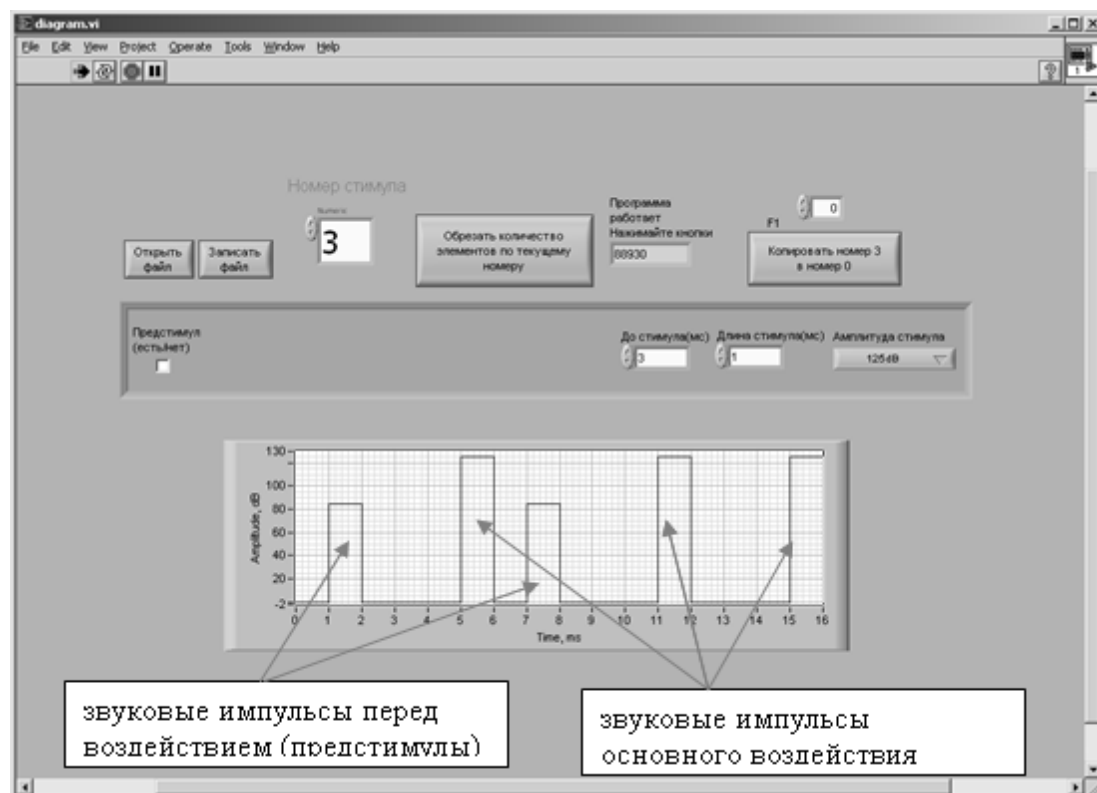 diagram.vi
File Edit View Project Operate Tools Window Help
1
Номер стимула
Numeric
3
Открыть
файл
Записать
файл
Обрезать количество
элементов по текущему
номеру
Программа
работает
Нажимайте кнопки
88930
0
F1
Копировать номер 3
в номер 0
Предстимул
(есть/нет)
До стимула(мс)
3
Длина стимула(мс)
1
Амплитуда стимула
125dB
130
100
80
60
40
20
-2
Amplitude, dB
0 1 2 3 4 5 6 7 8 9 10 11 12 13 14 15 16
Time, ms
звуковые импульсы перед
воздействием (предстимулы)
звуковые импульсы
основного воздействия